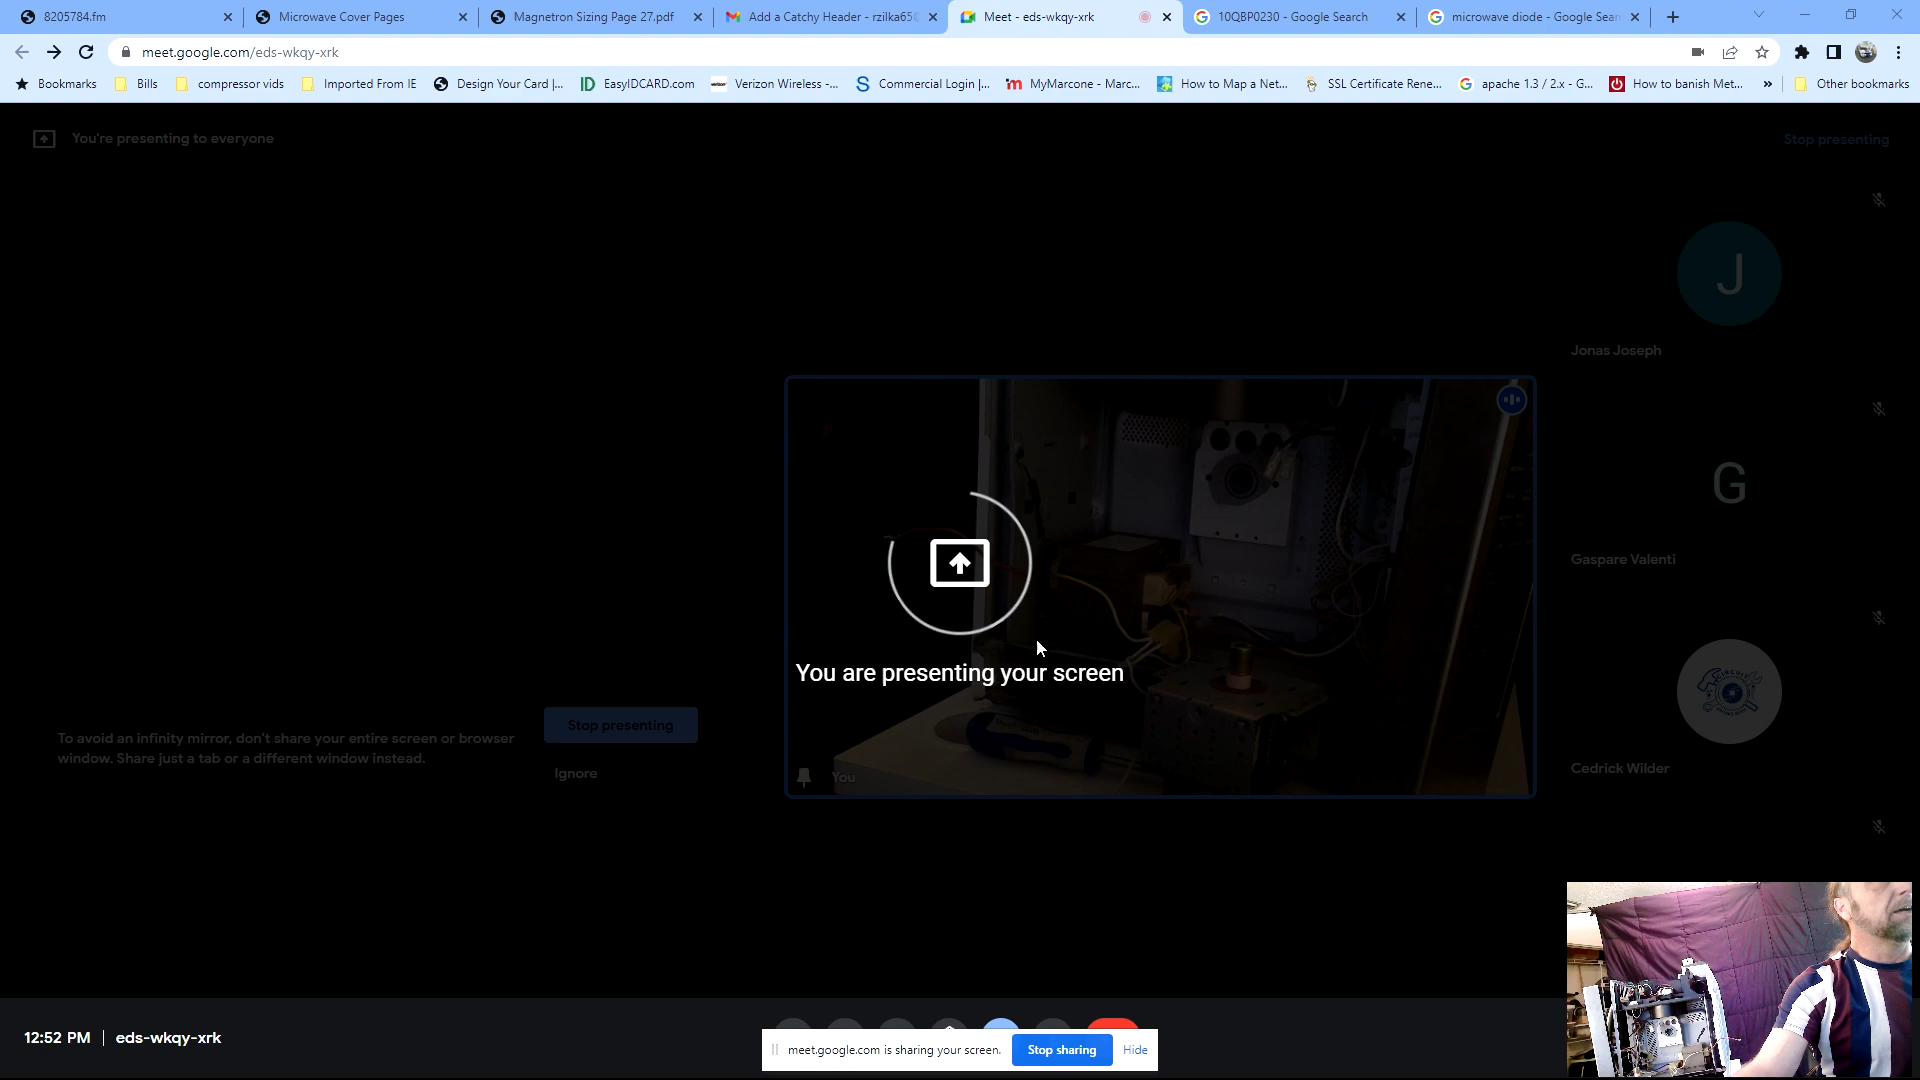 8205784.fm
Microwave Cover Pages
Magnetron Sizing Page 27.pdf
Add a Catchy Header - rzilka65
Meet - eds-wkqy-xrk
10QBP0230 - Google Search
microwave diode - Google Sear
meet.google.com/eds-wkqy-xrk
Bookmarks
Bills
compressor vids
Imported From IE
Design Your Card |...
EasyIDCARD.com
Verizon Wireless -...
Commercial Login |...
MyMarcone - Marc...
How to Map a Net...
SSL Certificate Rene...
apache 1.3 / 2.x - G...
How to banish Met...
»
Other bookmarks
You're presenting to everyone
Stop presenting
J
Jonas Joseph
G
Gaspare Valenti
You are presenting your screen
Stop presenting
To avoid an infinity mirror, don't share your entire screen or browser
window. Share just a tab or a different window instead.
Ignore
You
Cedrick Wilder
12:52 PM | eds-wkqy-xrk
meet.google.com is sharing your screen.
Stop sharing
Hide